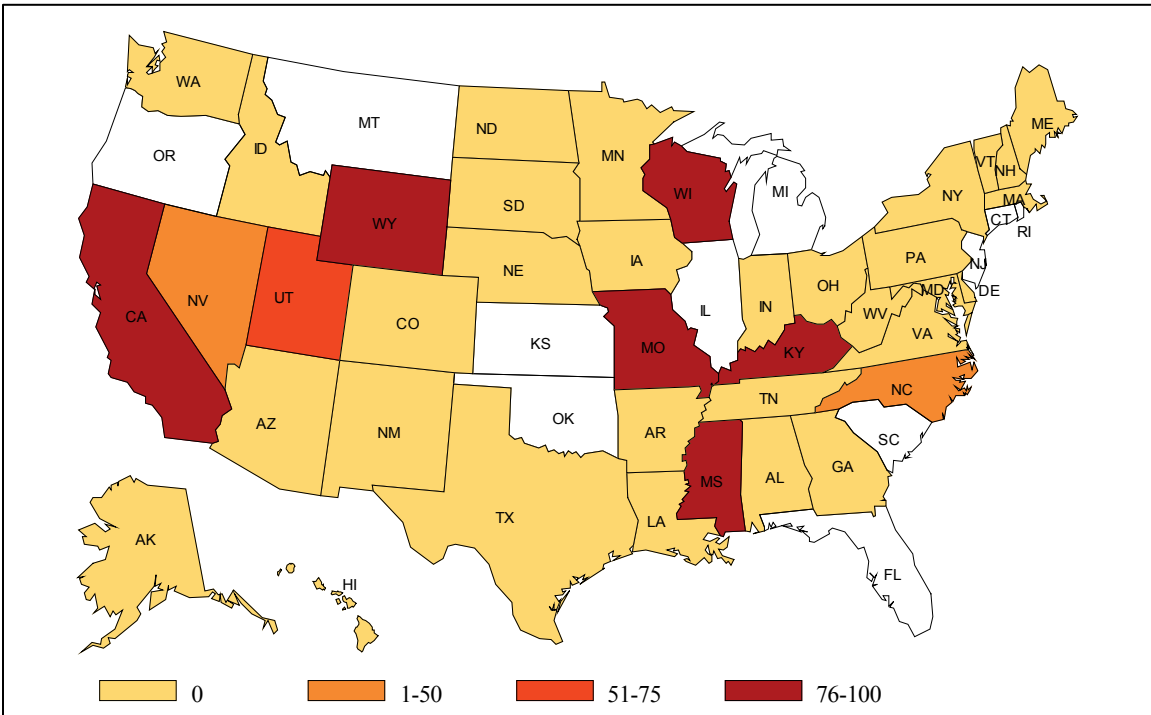 WA
MT
ND
ME
OR
ID
MN
VT
NH
WI
MI
NY
MA
SD
WY
CT
RI
IA
PA
NJ
NE
NV
UT
OH
MD
DE
IN
IL
WV
CA
CO
VA
KS
MO
KY
NC
TN
AZ
NM
OK
AR
SC
MS
AL
GA
TX
LA
AK
FL
HI
0
1-50
51-75
76-100